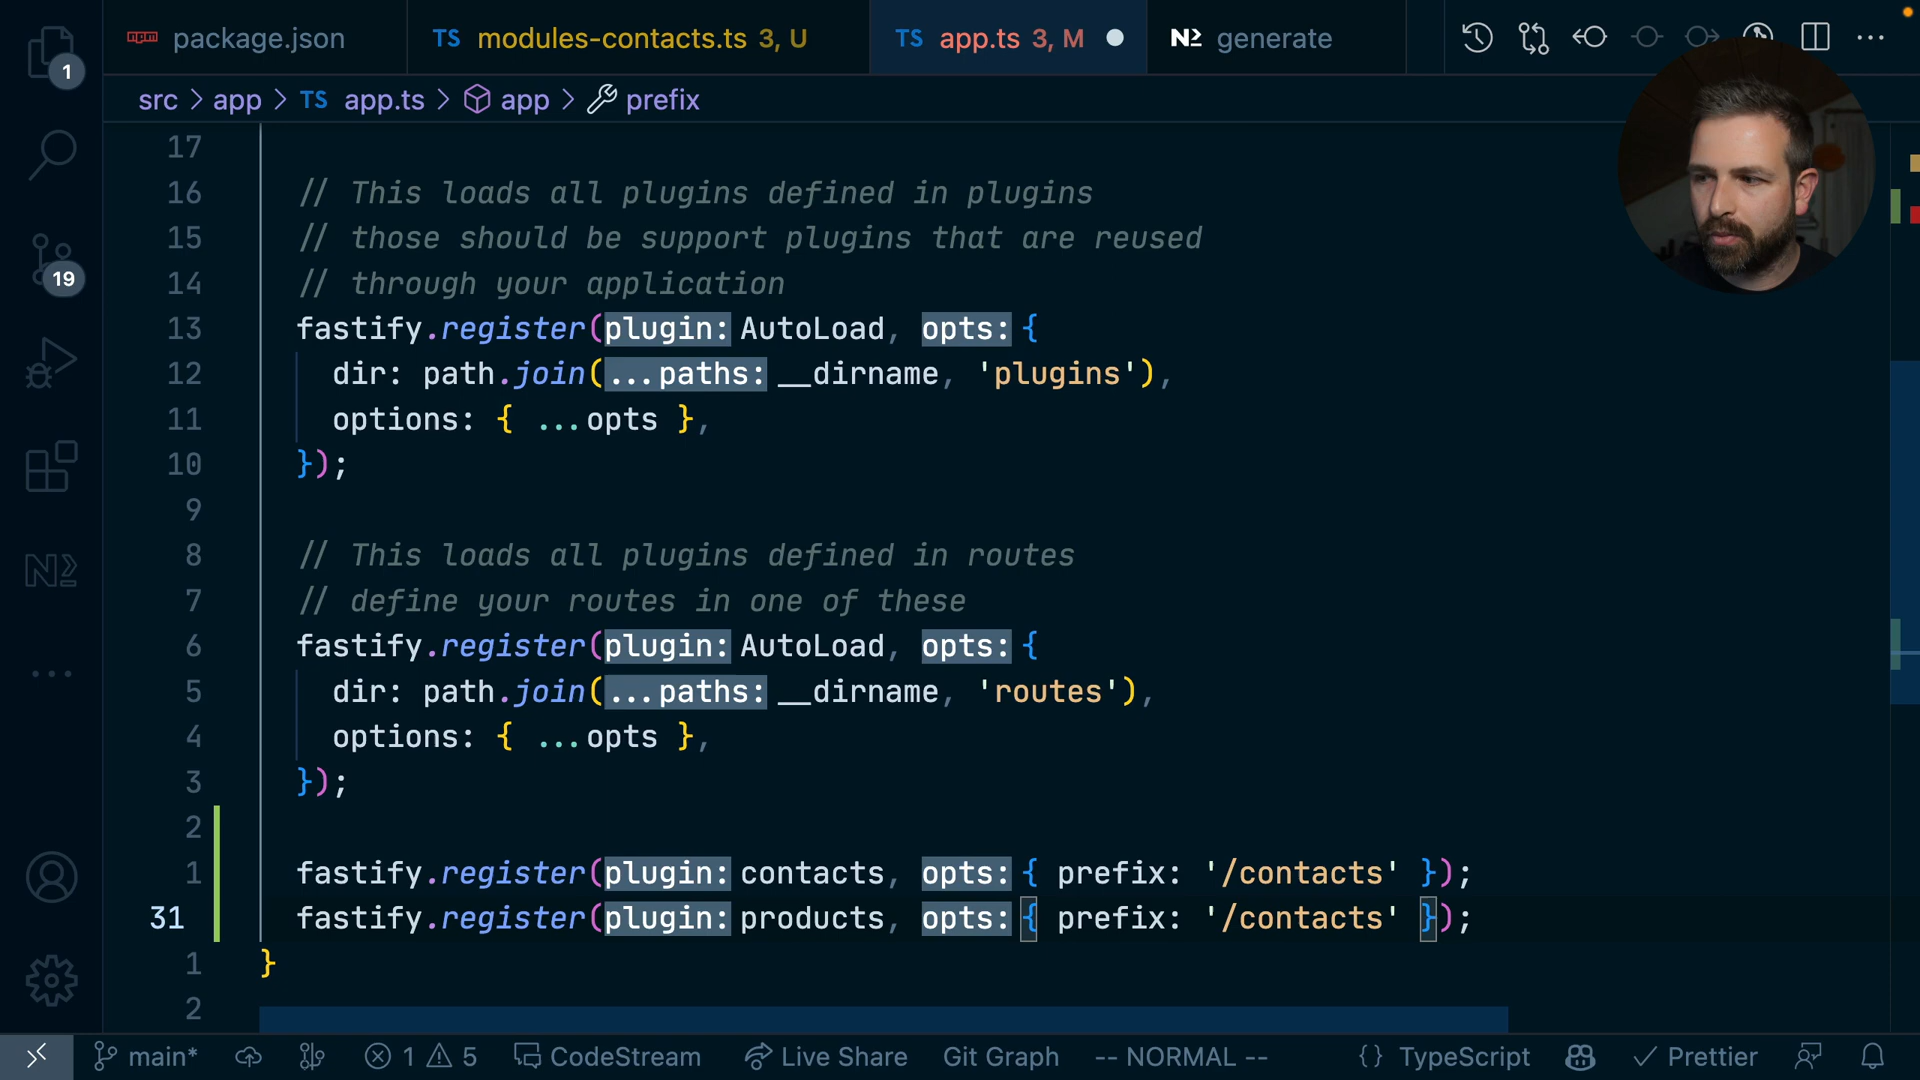 package.json
TS modules-contacts.ts 3, U
TS app.ts 3, M
generate
src > app > TS app.ts > app > prefix
17
16 // This loads all plugins defined in plugins
15 // those should be support plugins that are reused
14 // through your application
13 fastify.register(plugin: AutoLoad, opts: {
12 dir: path.join(...paths: __dirname, 'plugins'),
11 options: { ...opts },
10 });
9
8 // This loads all plugins defined in routes
7 // define your routes in one of these
6 fastify.register(plugin: AutoLoad, opts: {
5 dir: path.join(...paths: __dirname, 'routes'),
4 options: { ...opts },
3 });
2
1 fastify.register(plugin: contacts, opts: { prefix: '/contacts' });
31 fastify.register(plugin: products, opts: { prefix: '/contacts' });
1 }
2
1
19
main* 1 5 CodeStream Live Share Git Graph -- NORMAL -- {} TypeScript Prettier